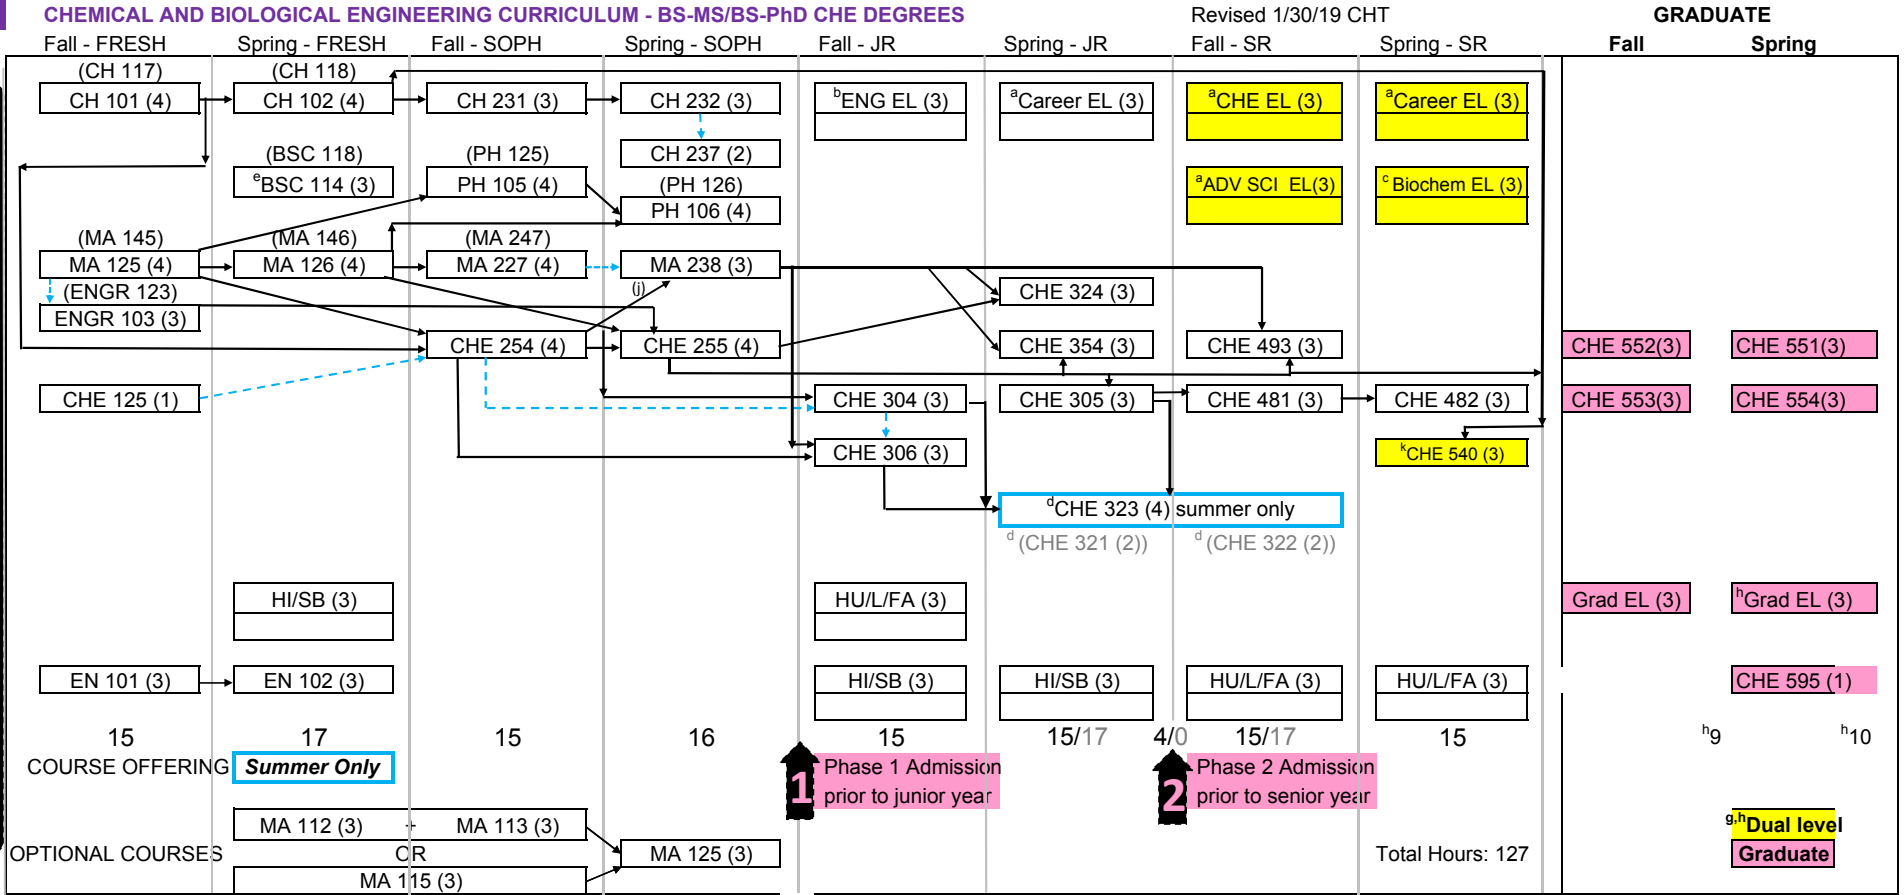 CHEMICAL AND BIOLOGICAL ENGINEERING CURRICULUM - BS-MS/BS-PhD CHE DEGREES Revised 1/30/19 CHT GRADUATE
Fall - FRESH Spring - FRESH Fall - SOPH Spring - SOPH Fall - JR Spring - JR Fall - SR Spring - SR Fall Spring
(CH 117) (CH 118)
CH 101 (4) CH 102 (4) CH 231 (3) CH 232 (3) bENG EL (3) aCareer EL (3) aCHE EL (3) aCareer EL (3)
(BSC 118) (PH 125) CH 237 (2)
eBSC 114 (3) PH 105 (4) (PH 126) aADV SCI EL(3) c Biochem EL (3)
PH 106 (4)
(MA 145) (MA 146) (MA 247)
MA 125 (4) MA 126 (4) MA 227 (4) MA 238 (3)
(ENGR 123) (j) CHE 324 (3)
ENGR 103 (3)
CHE 254 (4) CHE 255 (4) CHE 354 (3) CHE 493 (3) CHE 552(3) CHE 551(3)
CHE 125 (1) CHE 304 (3) CHE 305 (3) CHE 481 (3) CHE 482 (3) CHE 553(3) CHE 554(3)
CHE 306 (3) kCHE 540 (3)
dCHE 323 (4) summer only
d (CHE 321 (2)) d (CHE 322 (2))
HI/SB (3) HU/L/FA (3) Grad EL (3) hGrad EL (3)
EN 101 (3) EN 102 (3) HI/SB (3) HI/SB (3) HU/L/FA (3) HU/L/FA (3) CHE 595 (1)
15 17 15 16 15 15/17 4/0 15/17 15 h9 h10
COURSE OFFERING Summer Only 1 Phase 1 Admission 2 Phase 2 Admission
prior to junior year prior to senior year
MA 112 (3) + MA 113 (3) g,hDual level
OPTIONAL COURSES OR MA 125 (3) Total Hours: 127 Graduate
MA 115 (3)